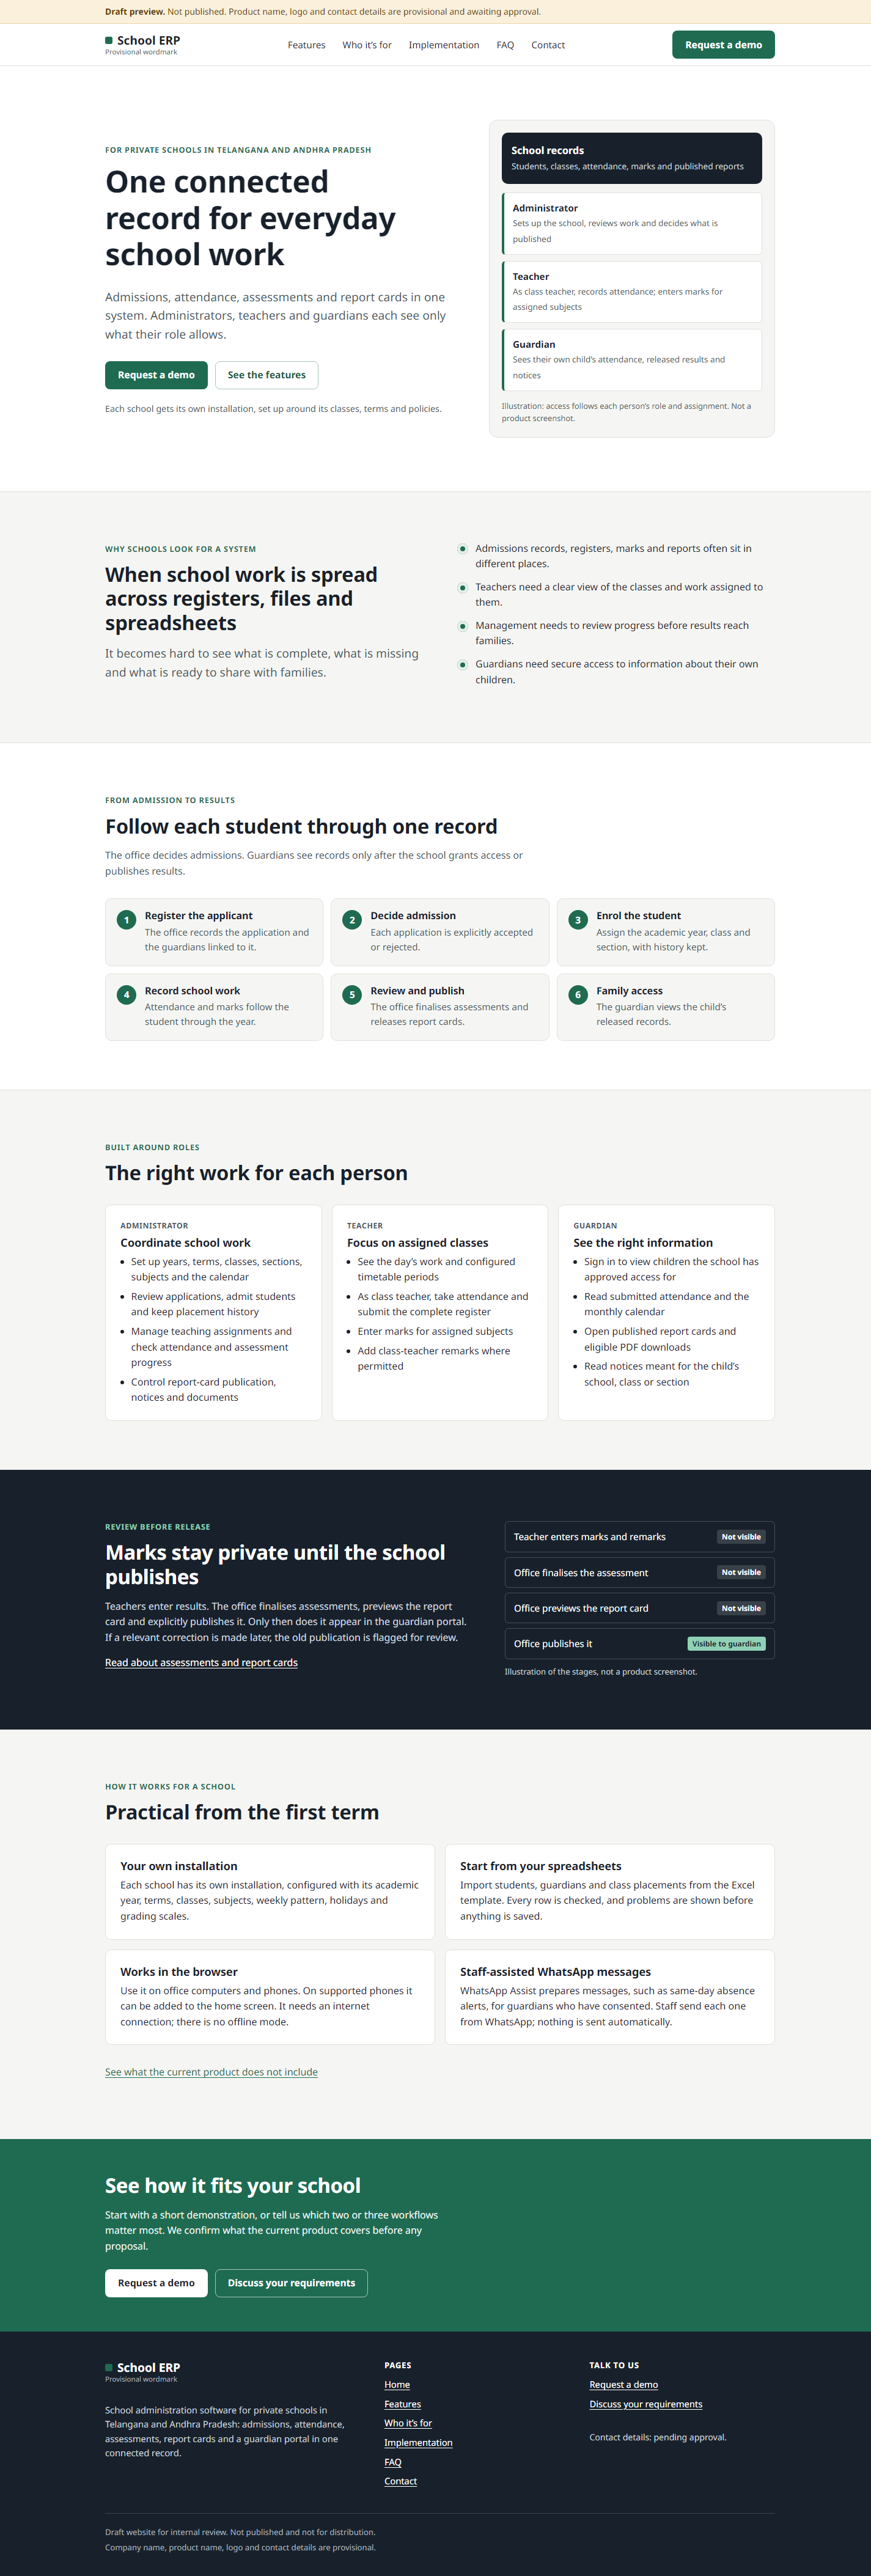 Draft preview. Not published. Product name, logo and contact details are provisional and awaiting approval.
School ERP
Provisional wordmark
Features
Who it's for
Implementation
FAQ
Contact
Request a demo
FOR PRIVATE SCHOOLS IN TELANGANA AND ANDHRA PRADESH
One connected
record for everyday
school work
Admissions, attendance, assessments and report cards in one
system. Administrators, teachers and guardians each see only
what their role allows.
Request a demo
See the features
Each school gets its own installation, set up around its classes, terms and policies.
School records
Students, classes, attendance, marks and published reports
Administrator
Sets up the school, reviews work and decides what is
published
Teacher
As class teacher, records attendance; enters marks for
assigned subjects
Guardian
Sees their own child's attendance, released results and
notices
Illustration: access follows each person's role and assignment. Not a
product screenshot.
WHY SCHOOLS LOOK FOR A SYSTEM
When school work is spread
across registers, files and
spreadsheets
It becomes hard to see what is complete, what is missing
and what is ready to share with families.
Admissions records, registers, marks and reports often sit in
different places.
Teachers need a clear view of the classes and work assigned to
them.
Management needs to review progress before results reach
families.
Guardians need secure access to information about their own
children.
FROM ADMISSION TO RESULTS
Follow each student through one record
The office decides admissions. Guardians see records only after the school grants access or
publishes results.
1
Register the applicant
The office records the application and
the guardians linked to it.
2
Decide admission
Each application is explicitly accepted
or rejected.
3
Enrol the student
Assign the academic year, class and
section, with history kept.
4
Record school work
Attendance and marks follow the
student through the year.
5
Review and publish
The office finalises assessments and
releases report cards.
6
Family access
The guardian views the child's
released records.
BUILT AROUND ROLES
The right work for each person
ADMINISTRATOR
Coordinate school work
Set up years, terms, classes, sections,
subjects and the calendar
Review applications, admit students
and keep placement history
Manage teaching assignments and
check attendance and assessment
progress
Control report-card publication,
notices and documents
TEACHER
Focus on assigned classes
See the day's work and configured
timetable periods
As class teacher, take attendance and
submit the complete register
Enter marks for assigned subjects
Add class-teacher remarks where
permitted
GUARDIAN
See the right information
Sign in to view children the school has
approved access for
Read submitted attendance and the
monthly calendar
Open published report cards and
eligible PDF downloads
Read notices meant for the child's
school, class or section
REVIEW BEFORE RELEASE
Marks stay private until the school
publishes
Teachers enter results. The office finalises assessments, previews the report
card and explicitly publishes it. Only then does it appear in the guardian portal.
If a relevant correction is made later, the old publication is flagged for review.
Read about assessments and report cards
Teacher enters marks and remarks
Not visible
Office finalises the assessment
Not visible
Office previews the report card
Not visible
Office publishes it
Visible to guardian
Illustration of the stages, not a product screenshot.
HOW IT WORKS FOR A SCHOOL
Practical from the first term
Your own installation
Each school has its own installation, configured with its academic
year, terms, classes, subjects, weekly pattern, holidays and
grading scales.
Start from your spreadsheets
Import students, guardians and class placements from the Excel
template. Every row is checked, and problems are shown before
anything is saved.
Works in the browser
Use it on office computers and phones. On supported phones it
can be added to the home screen. It needs an internet
connection; there is no offline mode.
Staff-assisted WhatsApp messages
WhatsApp Assist prepares messages, such as same-day absence
alerts, for guardians who have consented. Staff send each one
from WhatsApp; nothing is sent automatically.
See what the current product does not include
See how it fits your school
Start with a short demonstration, or tell us which two or three workflows
matter most. We confirm what the current product covers before any
proposal.
Request a demo
Discuss your requirements
School ERP
Provisional wordmark
School administration software for private schools in
Telangana and Andhra Pradesh: admissions, attendance,
assessments, report cards and a guardian portal in one
connected record.
PAGES
Home
Features
Who it's for
Implementation
FAQ
Contact
TALK TO US
Request a demo
Discuss your requirements
Contact details: pending approval.
Draft website for internal review. Not published and not for distribution.
Company name, product name, logo and contact details are provisional.